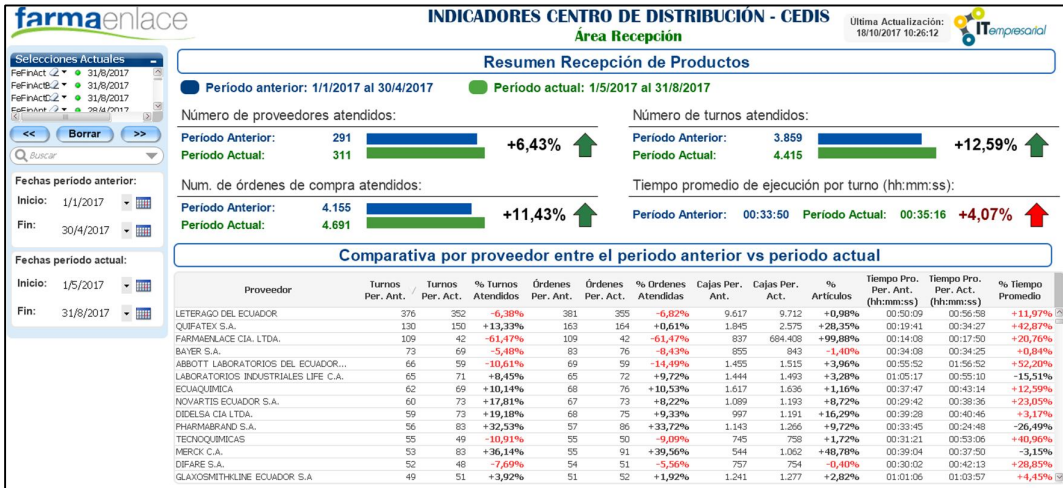 farmaenlace
INDICADORES CENTRO DE DISTRIBUCIÓN - CEDIS
Área Recepción
Última Actualización:
18/10/2017 10:26:12
ITempresarial
Selecciones Actuales
FeFinAct 31/8/2017
FeFinActB 31/8/2017
FeFinActD 31/8/2017
FeFinAnt 28/4/2017
<< Borrar >>
Buscar
Fechas período anterior:
Inicio: 1/1/2017
Fin: 30/4/2017
Fechas período actual:
Inicio: 1/5/2017
Fin: 31/8/2017
Resumen Recepción de Productos
Período anterior: 1/1/2017 al 30/4/2017 Período actual: 1/5/2017 al 31/8/2017
Número de proveedores atendidos:
Período Anterior: 291
Período Actual: 311
+6,43%
Número de turnos atendidos:
Período Anterior: 3.859
Período Actual: 4.415
+12,59%
Num. de órdenes de compra atendidos:
Período Anterior: 4.155
Período Actual: 4.691
+11,43%
Tiempo promedio de ejecución por turno (hh:mm:ss):
Período Anterior: 00:33:50 Período Actual: 00:35:16 +4,07%
Comparativa por proveedor entre el periodo anterior vs periodo actual
Proveedor Turnos Per. Ant. / Turnos Per. Act. % Turnos Atendidos Órdenes Per. Ant. Órdenes Per. Act. % Ordenes Atendidas Cajas Per. Ant. Cajas Per. Act. % Artículos Tiempo Pro. Per. Ant. (hh:mm:ss) Tiempo Pro. Per. Act. (hh:mm:ss) % Tiempo Promedio
LETERAGO DEL ECUADOR 376 352 -6,38% 381 355 -6,82% 9.617 9.712 +0,98% 00:50:09 00:56:58 +11,97%
QUIFATEX S.A. 130 150 +13,33% 163 164 +0,61% 1.845 2.575 +28,35% 00:19:41 00:34:27 +42,87%
FARMAENLACE CIA. LTDA. 109 42 -61,47% 109 42 -61,47% 837 684.408 +99,88% 00:14:08 00:17:50 +20,76%
BAYER S.A. 73 69 -5,48% 83 76 -8,43% 855 843 -1,40% 00:34:08 00:34:25 +0,84%
ABBOTT LABORATORIOS DEL ECUADOR... 66 59 -10,61% 69 59 -14,49% 1.455 1.515 +3,96% 00:55:52 01:56:52 +52,20%
LABORATORIOS INDUSTRIALES LIFE C.A. 65 71 +8,45% 65 72 +9,72% 1.444 1.493 +3,28% 01:05:17 00:55:10 -15,51%
ECUAQUIMICA 62 69 +10,14% 68 76 +10,53% 1.617 1.636 +1,16% 00:37:47 00:43:14 +12,59%
NOVARTIS ECUADOR S.A. 60 73 +17,81% 67 73 +8,22% 1.089 1.193 +8,72% 00:29:42 00:38:36 +23,05%
DIDELSA CIA LTDA. 59 73 +19,18% 68 75 +9,33% 997 1.191 +16,29% 00:39:28 00:40:46 +3,17%
PHARMABRAND S.A. 56 83 +32,53% 57 86 +33,72% 1.143 1.266 +9,72% 00:33:45 00:24:48 -26,49%
TECNOQUIMICAS 55 49 -10,91% 55 50 -9,09% 745 758 +1,72% 00:31:21 00:53:06 +40,96%
MERCK C.A. 53 83 +36,14% 55 91 +39,56% 544 1.062 +48,78% 00:39:04 00:37:50 -3,15%
DIFARE S.A. 52 48 -7,69% 54 51 -5,56% 757 754 -0,40% 00:30:02 00:42:13 +28,85%
GLAXOSMITHKLINE ECUADOR S.A 49 51 +3,92% 51 52 +1,92% 1.241 1.277 +2,82% 01:01:06 01:03:57 +4,45%